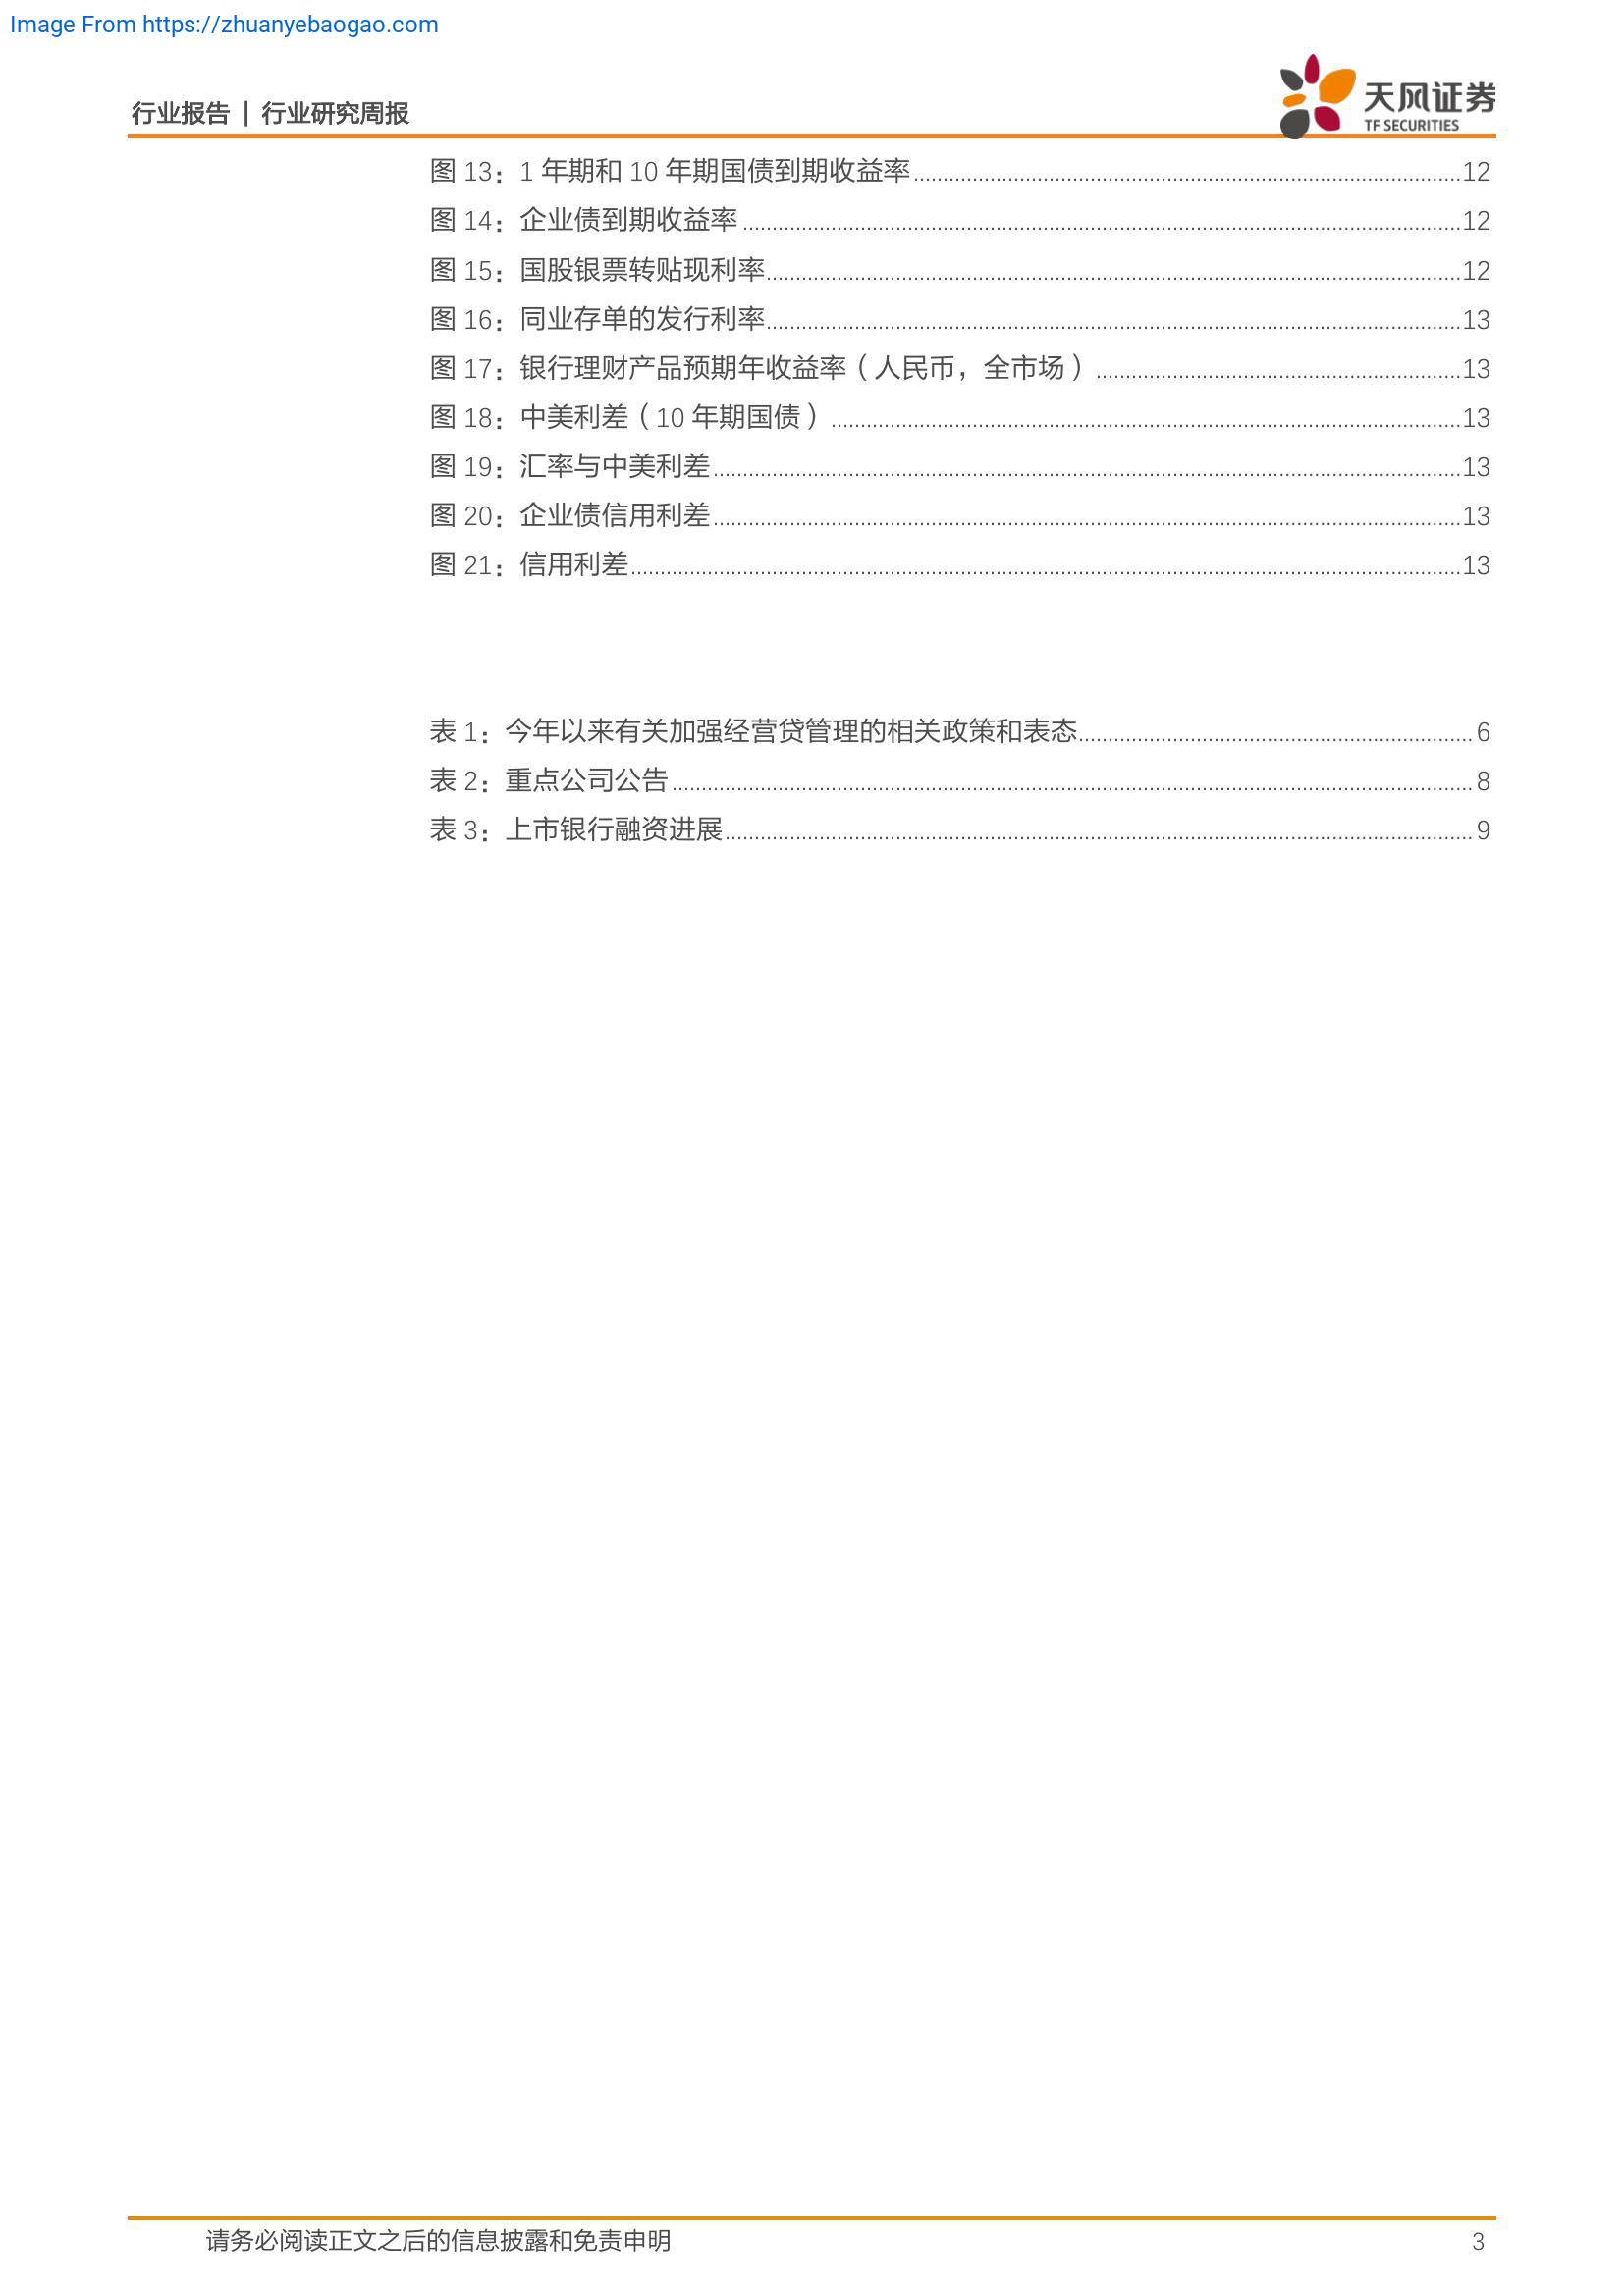 Image From https://zhuanyebaogao.com
行业报告 | 行业研究周报
天风证券
TF SECURITIES
图 13：1 年期和 10 年期国债到期收益率 12
图 14：企业债到期收益率 12
图 15：国股银票转贴现利率 12
图 16：同业存单的发行利率 13
图 17：银行理财产品预期年收益率（人民币，全市场） 13
图 18：中美利差（10 年期国债） 13
图 19：汇率与中美利差 13
图 20：企业债信用利差 13
图 21：信用利差 13
表 1：今年以来有关加强经营贷管理的相关政策和表态 6
表 2：重点公司公告 8
表 3：上市银行融资进展 9
请务必阅读正文之后的信息披露和免责申明 3